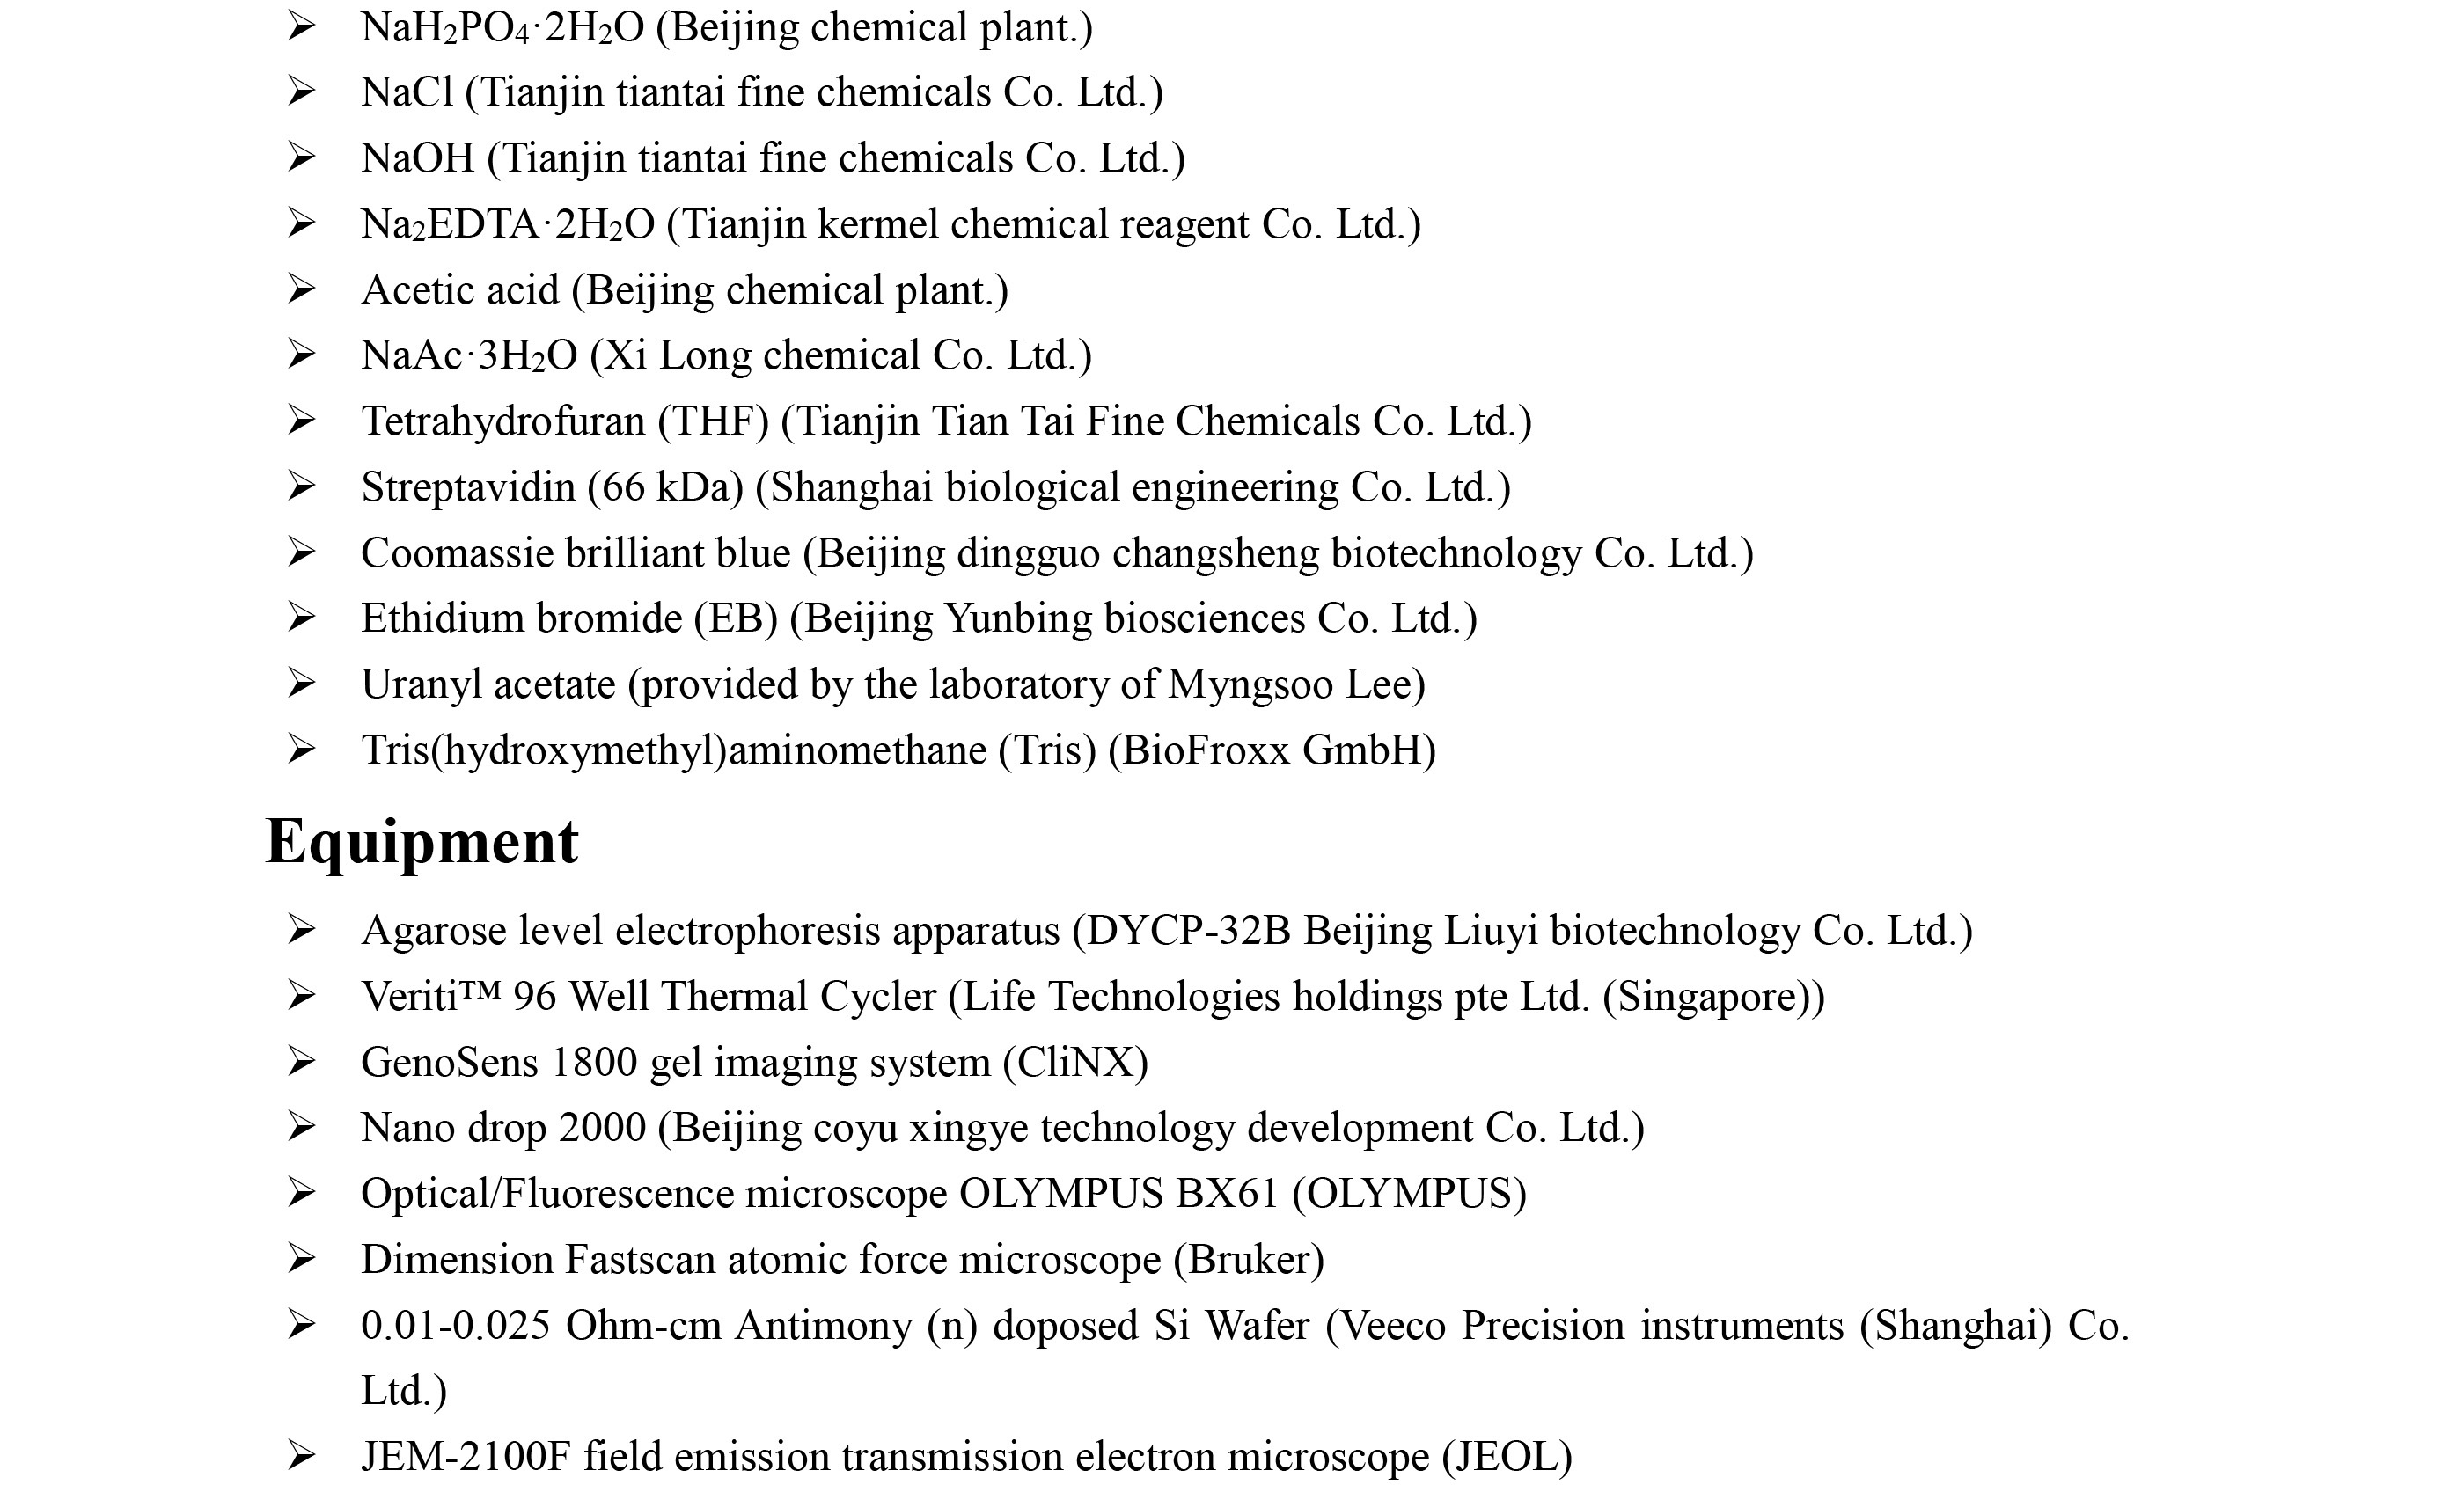 ➢ NaH₂PO₄·2H₂O (Beijing chemical plant.)
➢ NaCl (Tianjin tiantai fine chemicals Co. Ltd.)
➢ NaOH (Tianjin tiantai fine chemicals Co. Ltd.)
➢ Na₂EDTA·2H₂O (Tianjin kermel chemical reagent Co. Ltd.)
➢ Acetic acid (Beijing chemical plant.)
➢ NaAc·3H₂O (Xi Long chemical Co. Ltd.)
➢ Tetrahydrofuran (THF) (Tianjin Tian Tai Fine Chemicals Co. Ltd.)
➢ Streptavidin (66 kDa) (Shanghai biological engineering Co. Ltd.)
➢ Coomassie brilliant blue (Beijing dingguo changsheng biotechnology Co. Ltd.)
➢ Ethidium bromide (EB) (Beijing Yunbing biosciences Co. Ltd.)
➢ Uranyl acetate (provided by the laboratory of Myngsoo Lee)
➢ Tris(hydroxymethyl)aminomethane (Tris) (BioFroxx GmbH)
Equipment
➢ Agarose level electrophoresis apparatus (DYCP-32B Beijing Liuyi biotechnology Co. Ltd.)
➢ Veriti™ 96 Well Thermal Cycler (Life Technologies holdings pte Ltd. (Singapore))
➢ GenoSens 1800 gel imaging system (CliNX)
➢ Nano drop 2000 (Beijing coyu xingye technology development Co. Ltd.)
➢ Optical/Fluorescence microscope OLYMPUS BX61 (OLYMPUS)
➢ Dimension Fastscan atomic force microscope (Bruker)
➢ 0.01-0.025 Ohm-cm Antimony (n) doposed Si Wafer (Veeco Precision instruments (Shanghai) Co.
Ltd.)
➢ JEM-2100F field emission transmission electron microscope (JEOL)